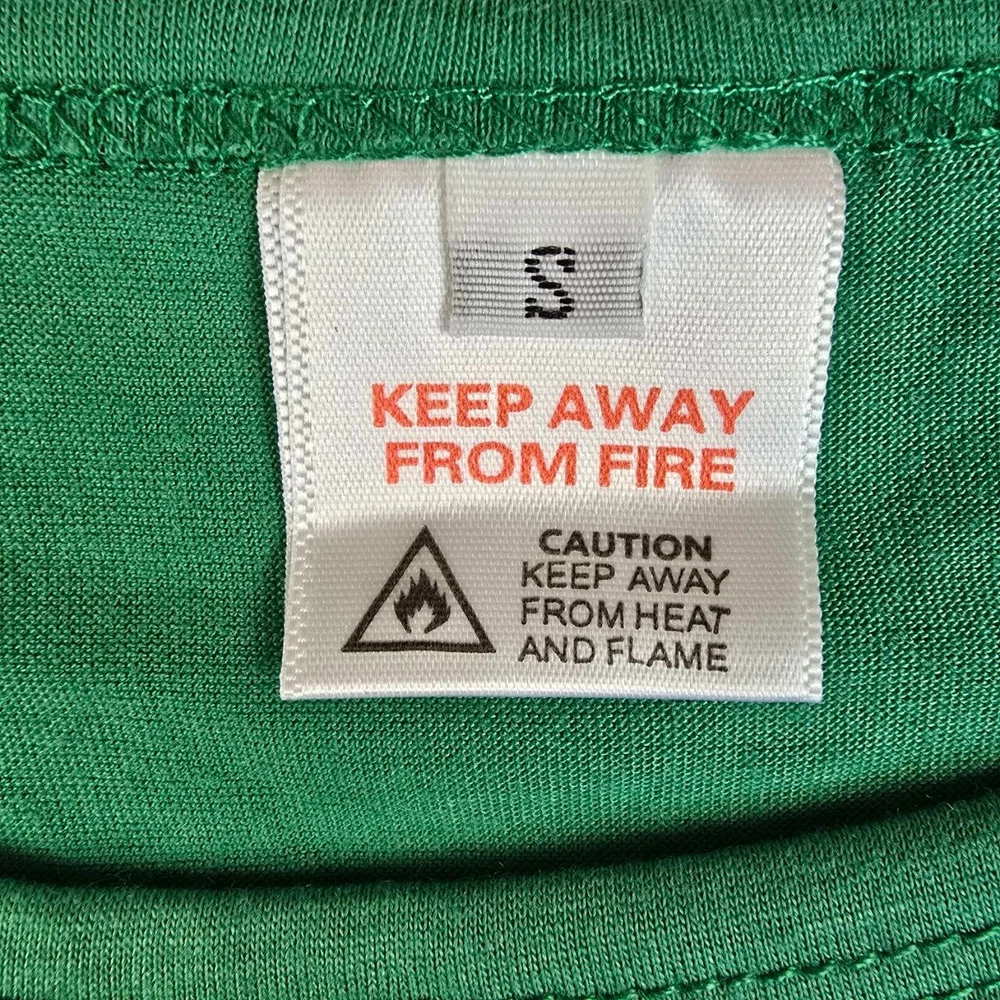 S
KEEP AWAY
FROM FIRE
CAUTION
KEEP AWAY
FROM HEAT
AND FLAME